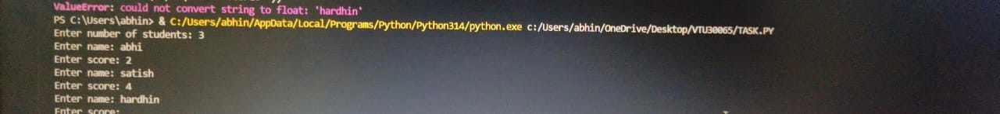 ValueError: could not convert string to float: 'hardhin'
PS C:\Users\abhin> & C:/Users/abhin/AppData/Local/Programs/Python/Python314/python.exe c:/Users/abhin/OneDrive/Desktop/VTU30065/TASK.PY
Enter number of students: 3
Enter name: abhi
Enter score: 2
Enter name: satish
Enter score: 4
Enter name: hardhin
Enter score: